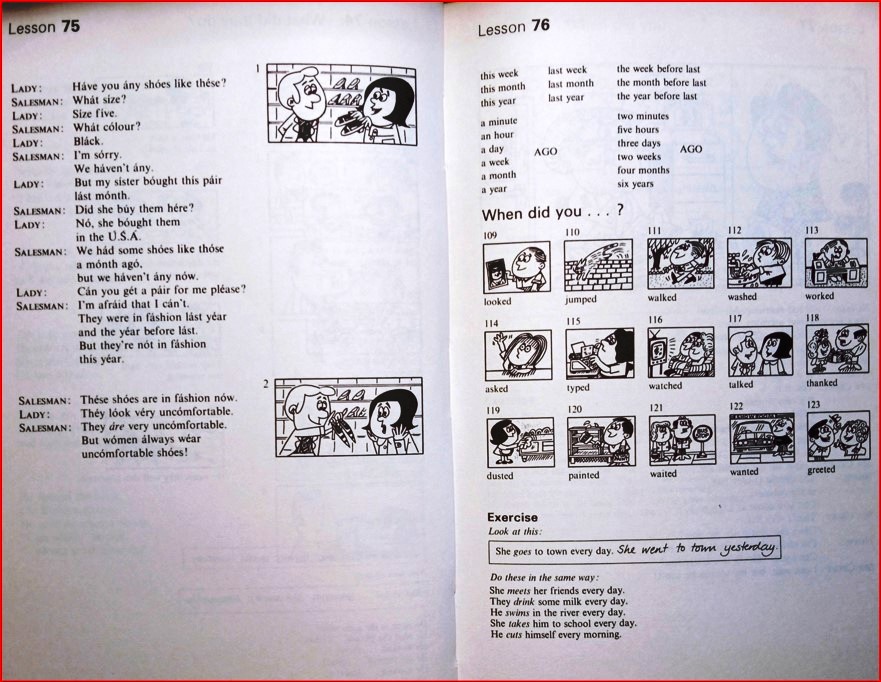 Lesson 75
1
LADY: Háve you ány shóes like thése?
SALESMAN: Whát síze?
LADY: Síze fíve.
SALESMAN: Whát cólour?
LADY: Bláck.
SALESMAN: I'm sórry.
We háven't ány.
LADY: But my síster bóught this páir
lást mónth.
SALESMAN: Did she búy them hére?
LADY: Nó, she bóught them
in the U.S.Á.
SALESMAN: We hád some shóes like thóse
a mónth agó,
but we háven't ány nów.
LADY: Cán you gét a páir for me pléase?
SALESMAN: I'm afráid that I cán't.
They were in fáshion lást yéar
and the yéar befóre lást.
But they're nót in fáshion
this yéar.
2
SALESMAN: Thése shóes are in fáshion nów.
LADY: Théy lóok véry uncómfortable.
SALESMAN: They áre very uncómfortable.
But wómen álways wéar
uncómfortable shóes!
Lesson 76
this week last week the week before last
this month last month the month before last
this year last year the year before last
a minute two minutes
an hour five hours
a day three days
AGO AGO
a week two weeks
a month four months
a year six years
When did you . . . ?
109 110 111 112 113
looked jumped walked washed worked
114 115 116 117 118
asked typed watched talked thanked
119 120 121 122 123
dusted painted waited wanted greeted
Exercise
Look at this:
She goes to town every day. She went to town yesterday.
Do these in the same way:
She meets her friends every day.
They drink some milk every day.
He swims in the river every day.
She takes him to school every day.
He cuts himself every morning.